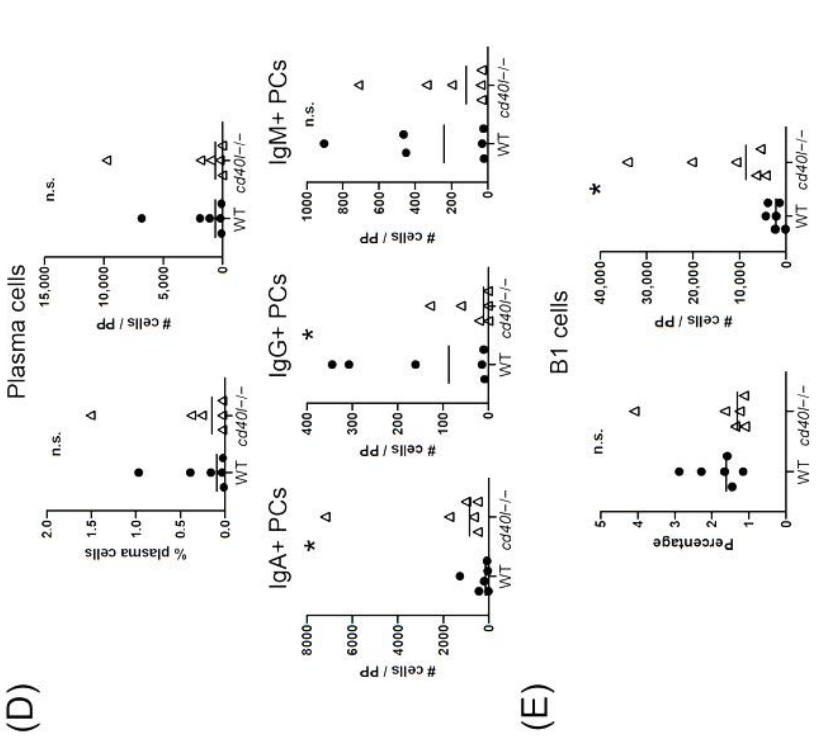 (D)
Plasma cells
% plasma cells
2.0
1.5
1.0
0.5
0.0
n.s.
WT
cd40l−/−
# cells / PP
15,000
10,000
5,000
0
n.s.
WT
cd40l−/−
IgA+ PCs
# cells / PP
8000
6000
4000
2000
0
*
WT
cd40l−/−
IgG+ PCs
# cells / PP
400
300
200
100
0
*
WT
cd40l−/−
IgM+ PCs
# cells / PP
1000
800
600
400
200
0
n.s.
WT
cd40l−/−
(E)
B1 cells
Percentage
5
4
3
2
1
0
n.s.
WT
cd40l−/−
# cells / PP
40,000
30,000
20,000
10,000
0
*
WT
cd40l−/−